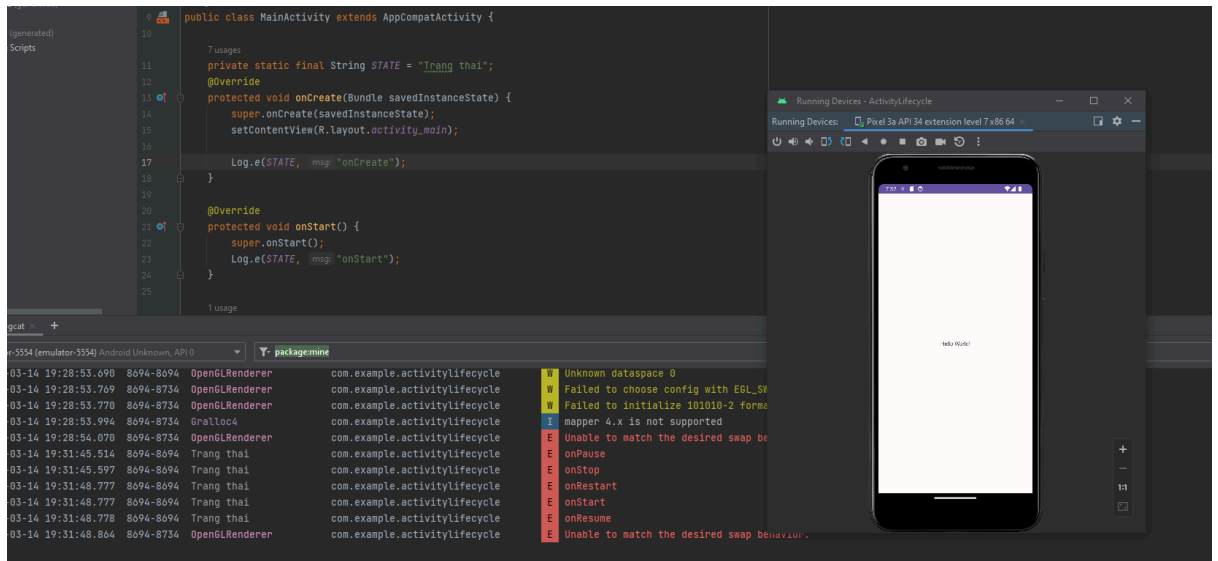 (generated)
Scripts
9 public class MainActivity extends AppCompatActivity {
10
7 usages
11 private static final String STATE = "Trang thai";
12 @Override
13 protected void onCreate(Bundle savedInstanceState) {
14 super.onCreate(savedInstanceState);
15 setContentView(R.layout.activity_main);
16
17 Log.e(STATE, msg: "onCreate");
18 }
19
20 @Override
21 protected void onStart() {
22 super.onStart();
23 Log.e(STATE, msg: "onStart");
24 }
25
1 usage
Running Devices - ActivityLifecycle
Running Devices: Pixel 3a API 34 extension level 7 x86 64
1:1
Hello World!
gcat
r-5554 (emulator-5554) Android Unknown, API 0 package:mine
-03-14 19:28:53.690 8694-8694 OpenGLRenderer com.example.activitylifecycle W Unknown dataspace 0
-03-14 19:28:53.769 8694-8734 OpenGLRenderer com.example.activitylifecycle W Failed to choose config with EGL_SW
-03-14 19:28:53.770 8694-8734 OpenGLRenderer com.example.activitylifecycle W Failed to initialize 101010-2 forma
-03-14 19:28:53.994 8694-8734 Gralloc4 com.example.activitylifecycle I mapper 4.x is not supported
-03-14 19:28:54.070 8694-8734 OpenGLRenderer com.example.activitylifecycle E Unable to match the desired swap be
-03-14 19:31:45.514 8694-8694 Trang thai com.example.activitylifecycle E onPause
-03-14 19:31:45.597 8694-8694 Trang thai com.example.activitylifecycle E onStop
-03-14 19:31:48.777 8694-8694 Trang thai com.example.activitylifecycle E onRestart
-03-14 19:31:48.777 8694-8694 Trang thai com.example.activitylifecycle E onStart
-03-14 19:31:48.778 8694-8694 Trang thai com.example.activitylifecycle E onResume
-03-14 19:31:48.864 8694-8734 OpenGLRenderer com.example.activitylifecycle E Unable to match the desired swap behavior.